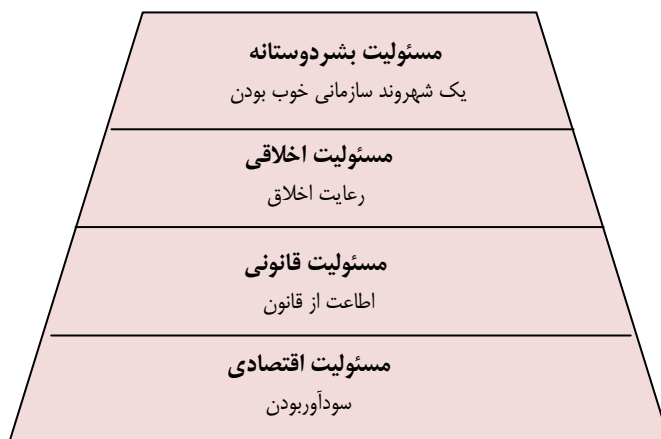 مسئولیت بشردوستانه
یک شهروند سازمانی خوب بودن
مسئولیت اخلاقی
رعایت اخلاق
مسئولیت قانونی
اطاعت از قانون
مسئولیت اقتصادی
سودآوربودن